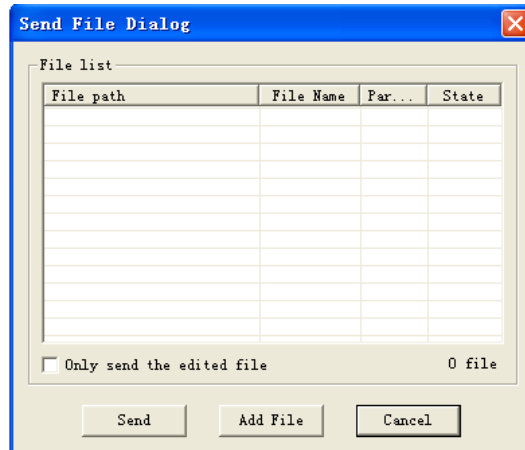 Send File Dialog
File list
File path File Name Par... State
Only send the edited file 0 file
Send Add File Cancel